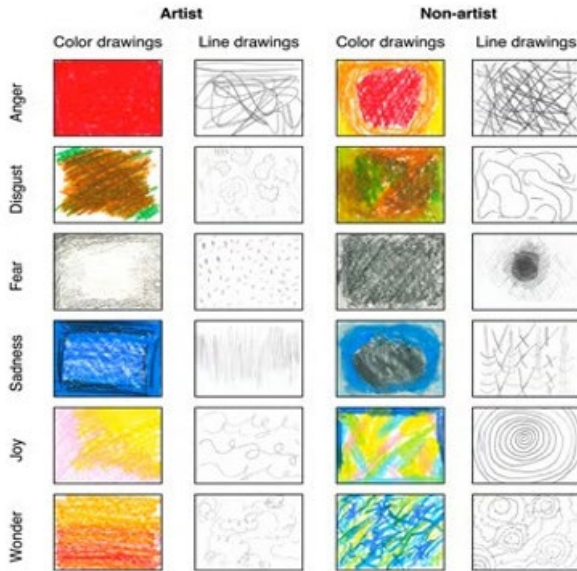 Artist Non-artist
Color drawings Line drawings Color drawings Line drawings
Anger
Disgust
Fear
Sadness
Joy
Wonder